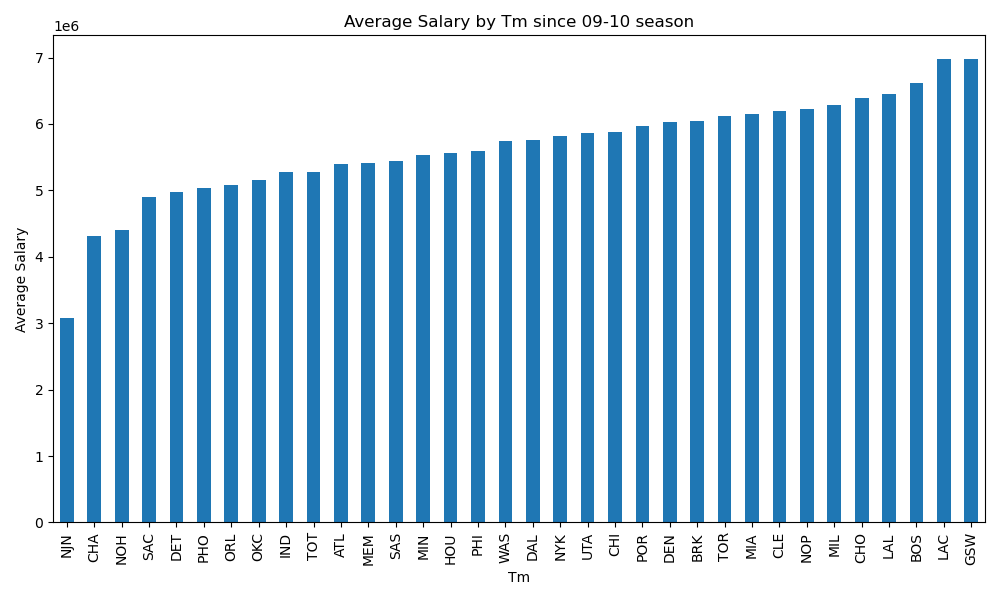 Average Salary by Tm since 09-10 season
1e6
7
6
5
4
3
2
1
0
Average Salary
NJN
CHA
NOH
SAC
DET
PHO
ORL
OKC
IND
TOT
ATL
MEM
SAS
MIN
HOU
PHI
WAS
DAL
NYK
UTA
CHI
POR
DEN
BRK
TOR
MIA
CLE
NOP
MIL
CHO
LAL
BOS
LAC
GSW
Tm